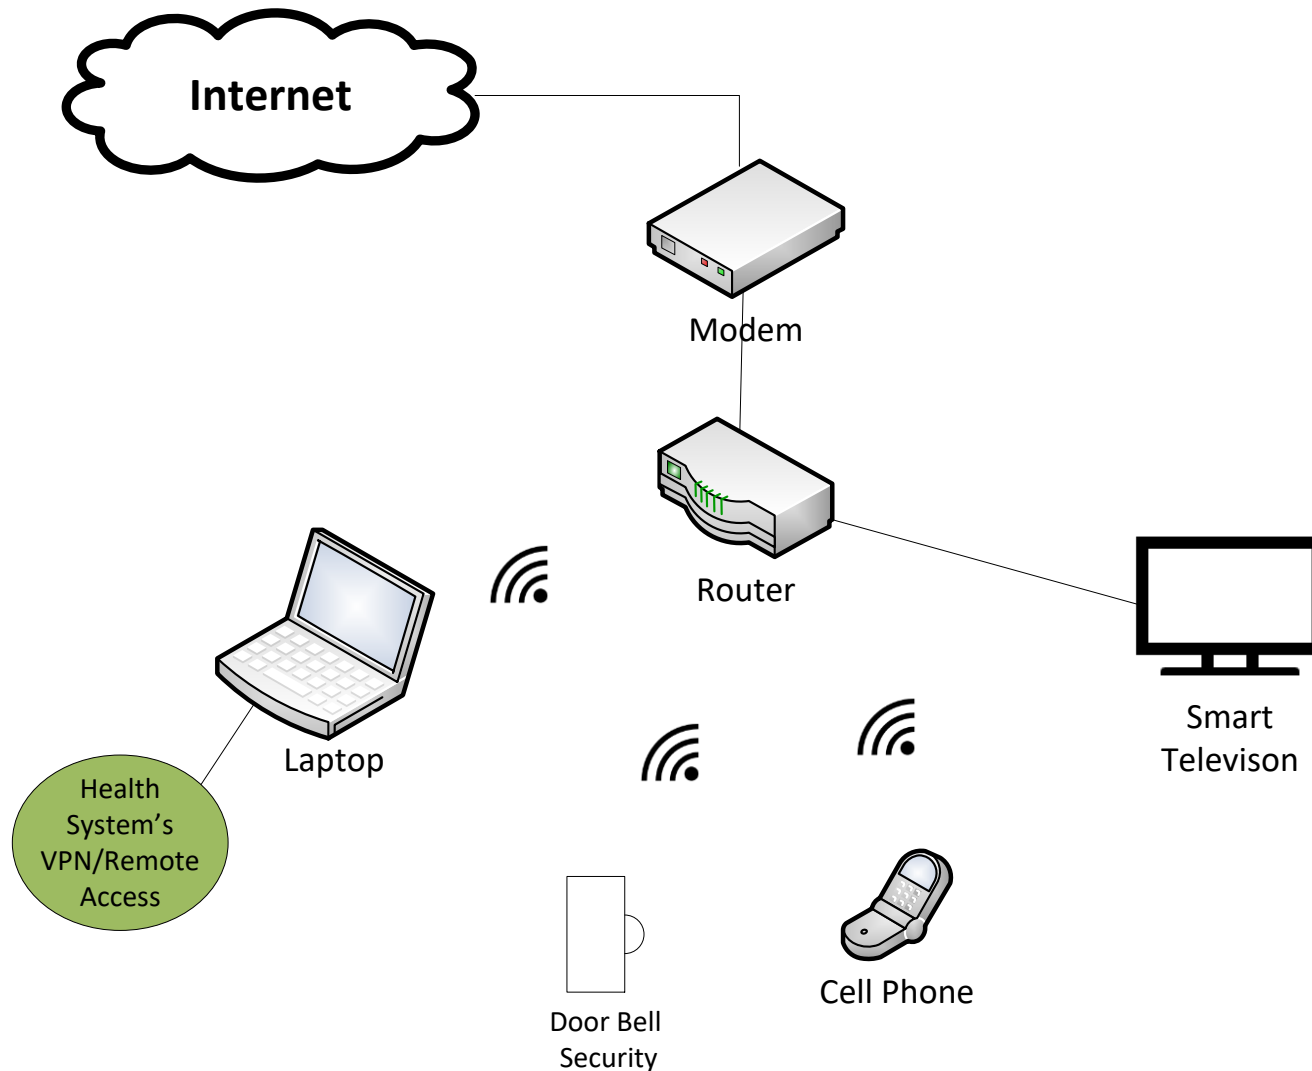 Internet
Modem
Router
Laptop
Smart
Televison
Health
System’s
VPN/Remote
Access
Cell Phone
Door Bell
Security